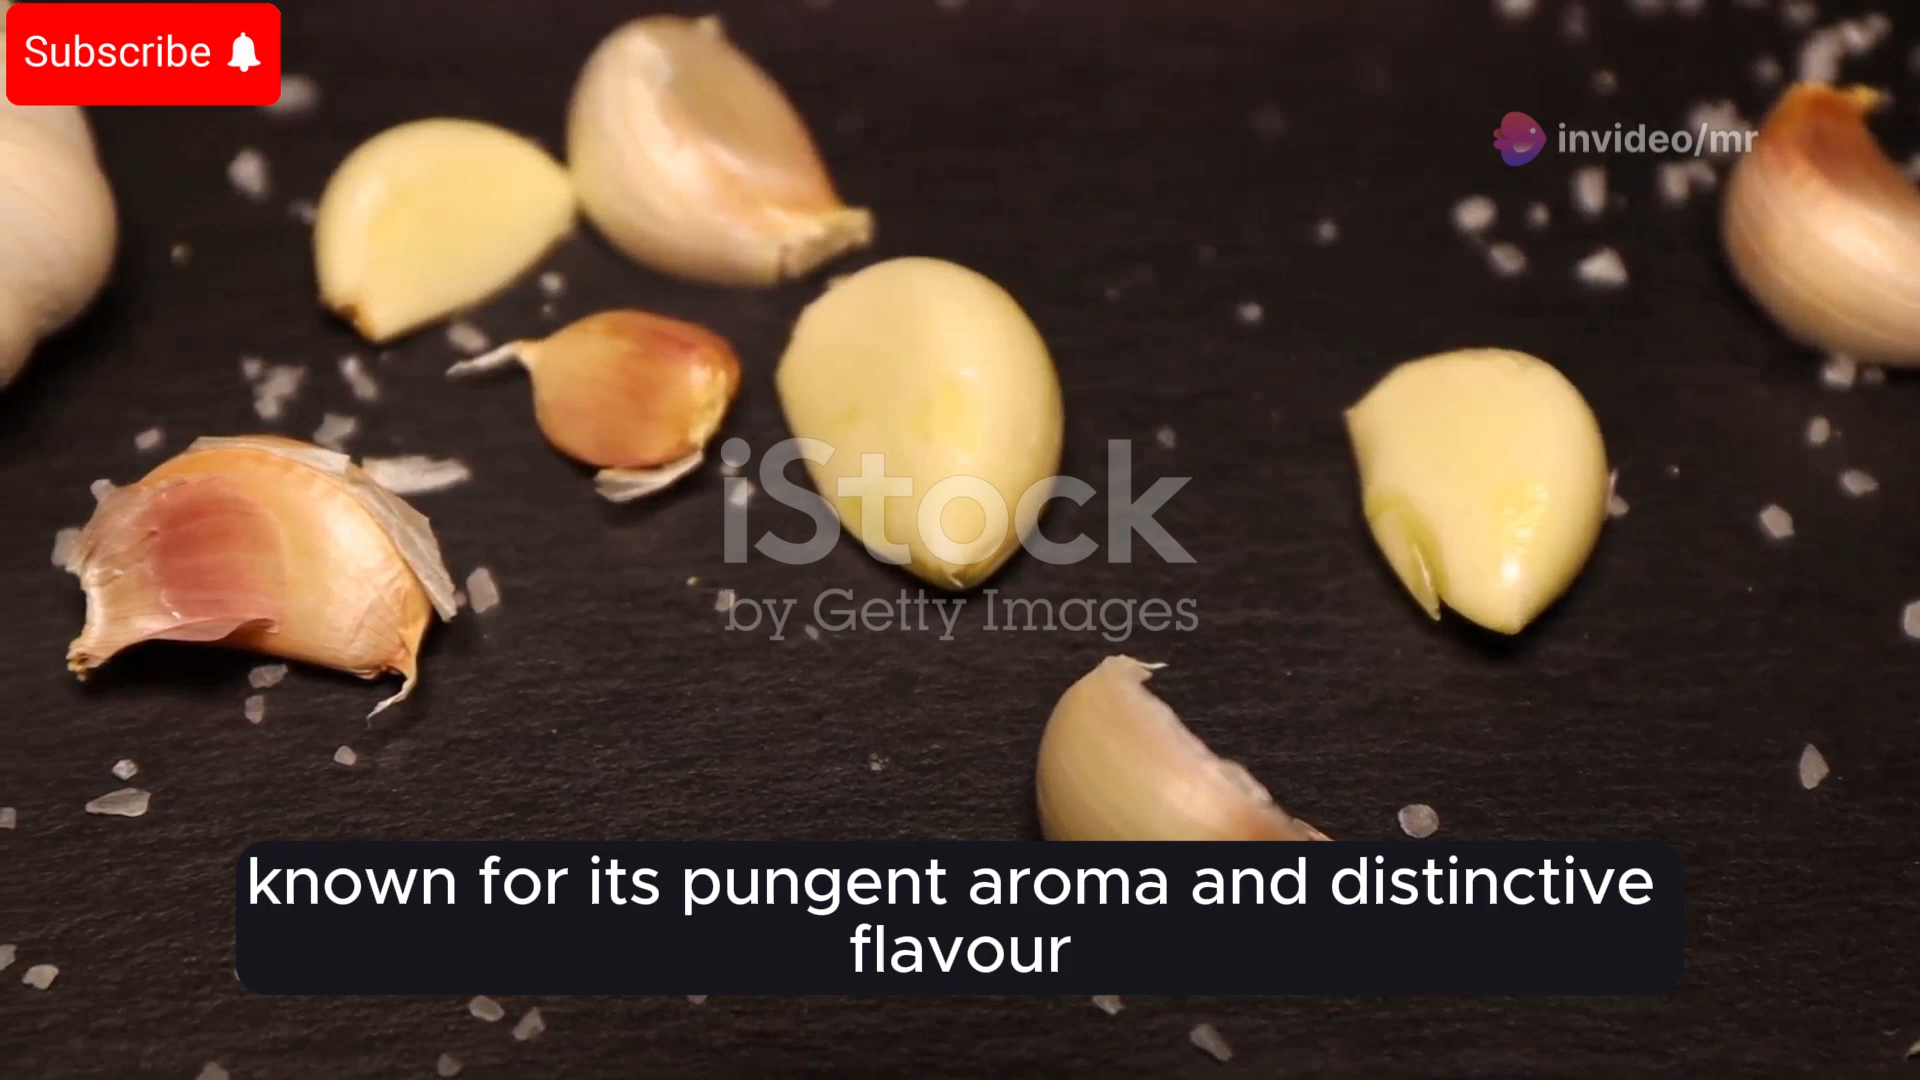 Subscribe
invideo/mr
iStock
by Getty Images
known for its pungent aroma and distinctive
flavour